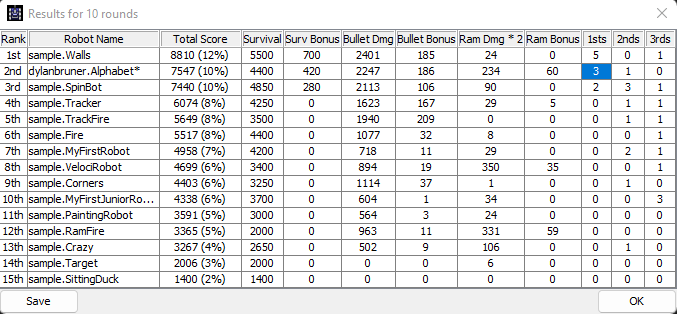 Results for 10 rounds
Rank Robot Name Total Score Survival Surv Bonus Bullet Dmg Bullet Bonus Ram Dmg * 2 Ram Bonus 1sts 2nds 3rds
1st sample.Walls 8810 (12%) 5500 700 2401 185 24 0 5 0 1
2nd dylanbruner.Alphabet* 7547 (10%) 4400 420 2247 186 234 60 3 1 0
3rd sample.SpinBot 7440 (10%) 4850 280 2113 106 90 0 2 3 1
4th sample.Tracker 6074 (8%) 4250 0 1623 167 29 5 0 0 1
5th sample.TrackFire 5649 (8%) 3500 0 1940 209 0 0 0 1 1
6th sample.Fire 5517 (8%) 4400 0 1077 32 8 0 0 0 1
7th sample.MyFirstRobot 4958 (7%) 4200 0 718 11 29 0 0 2 1
8th sample.VelociRobot 4699 (6%) 3400 0 894 19 350 35 0 0 1
9th sample.Corners 4403 (6%) 3250 0 1114 37 1 0 0 1 0
10th sample.MyFirstJuniorRo... 4338 (6%) 3700 0 604 1 34 0 0 0 3
11th sample.PaintingRobot 3591 (5%) 3000 0 564 3 24 0 0 0 0
12th sample.RamFire 3365 (5%) 2000 0 963 11 331 59 0 0 0
13th sample.Crazy 3267 (4%) 2650 0 502 9 106 0 0 1 0
14th sample.Target 2006 (3%) 2000 0 0 0 6 0 0 0 0
15th sample.SittingDuck 1400 (2%) 1400 0 0 0 0 0 0 0 0
Save OK